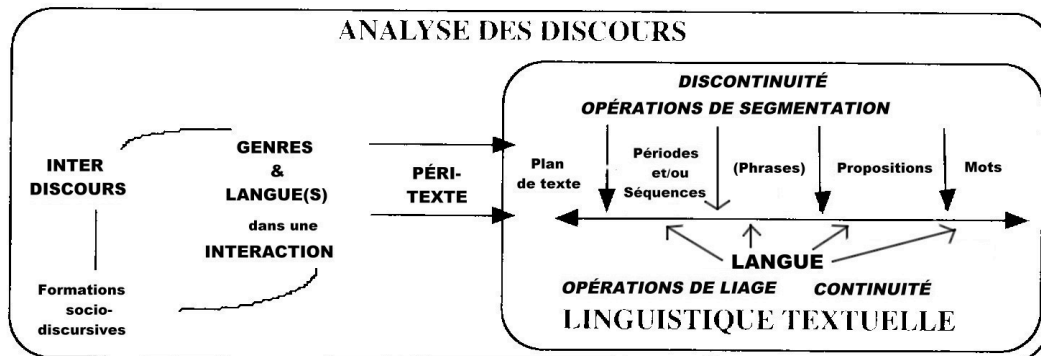 ANALYSE DES DISCOURS
INTER
DISCOURS
Formations
socio-
discursives
GENRES
&
LANGUE(S)
dans une
INTERACTION
PÉRI-
TEXTE
DISCONTINUITÉ
OPÉRATIONS DE SEGMENTATION
Plan
de texte
Périodes
et/ou
Séquences
(Phrases)
Propositions
Mots
LANGUE
OPÉRATIONS DE LIAGE
CONTINUITÉ
LINGUISTIQUE TEXTUELLE